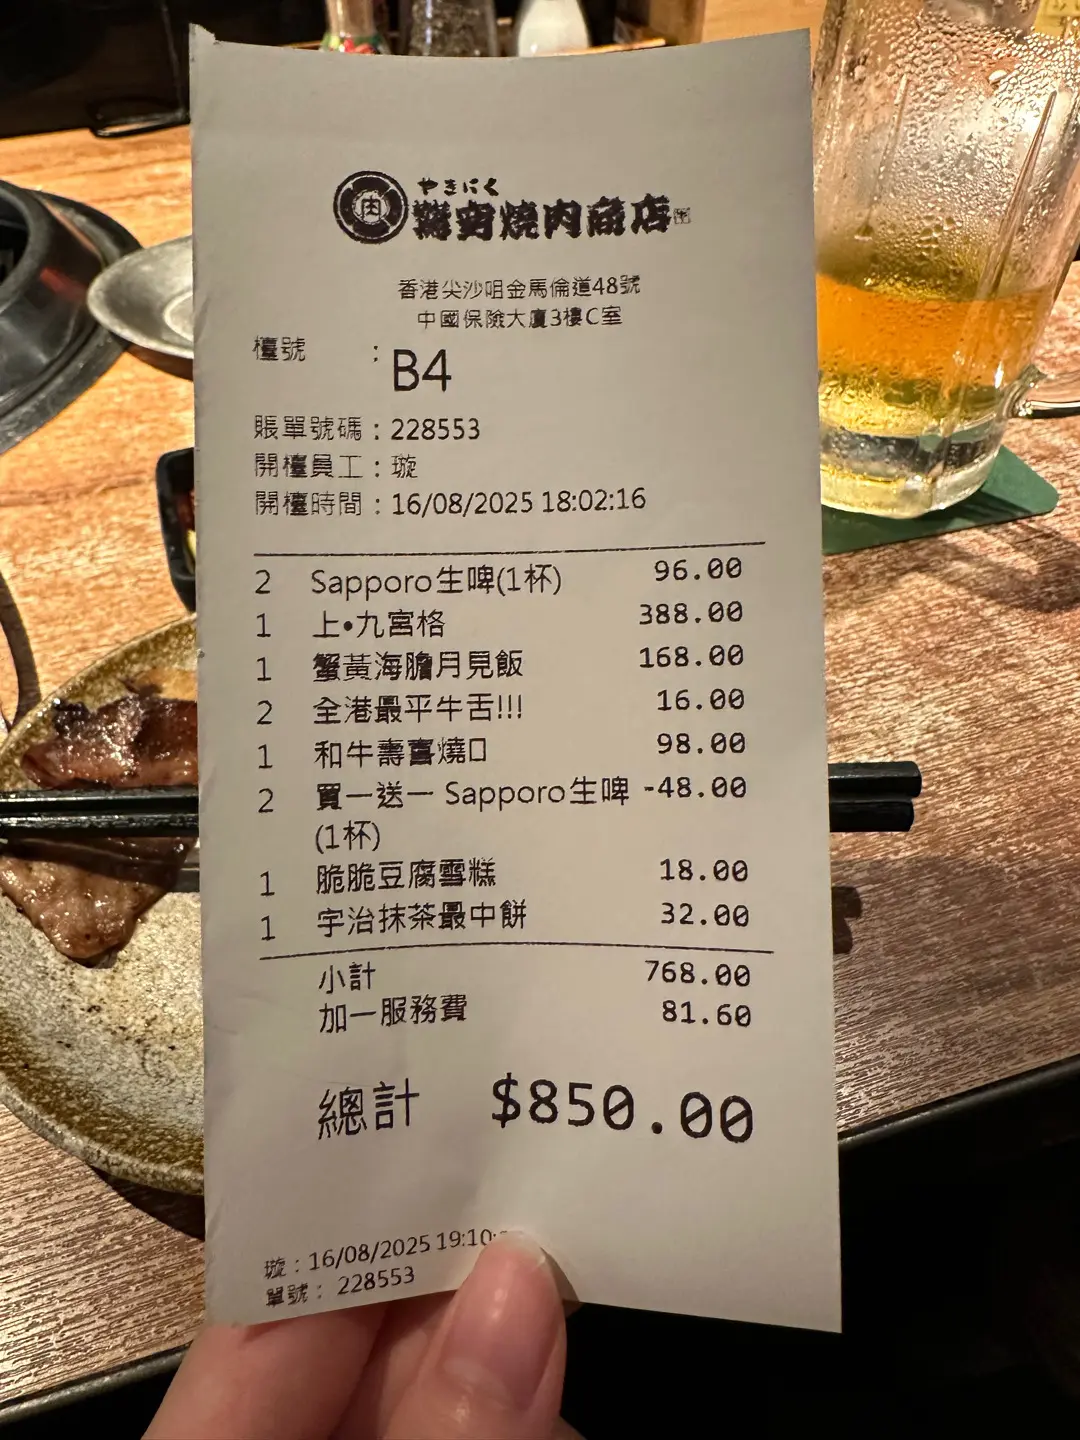 肉
やきにく
燒肉商店
香港尖沙咀金馬倫道48號
中國保險大廈3樓C室
檯號 : B4
賬單號碼 : 228553
開檯員工 : 璇
開檯時間 : 16/08/2025 18:02:16
2 Sapporo生啤(1杯) 96.00
1 上•九宮格 388.00
1 蟹黃海膽月見飯 168.00
2 全港最平牛舌!!! 16.00
1 和牛壽喜燒□ 98.00
2 買一送一 Sapporo生啤 -48.00
(1杯)
1 脆脆豆腐雪糕 18.00
1 宇治抹茶最中餅 32.00
小計 768.00
加一服務費 81.60
總計 $850.00
璇 : 16/08/2025 19:10:
單號 : 228553